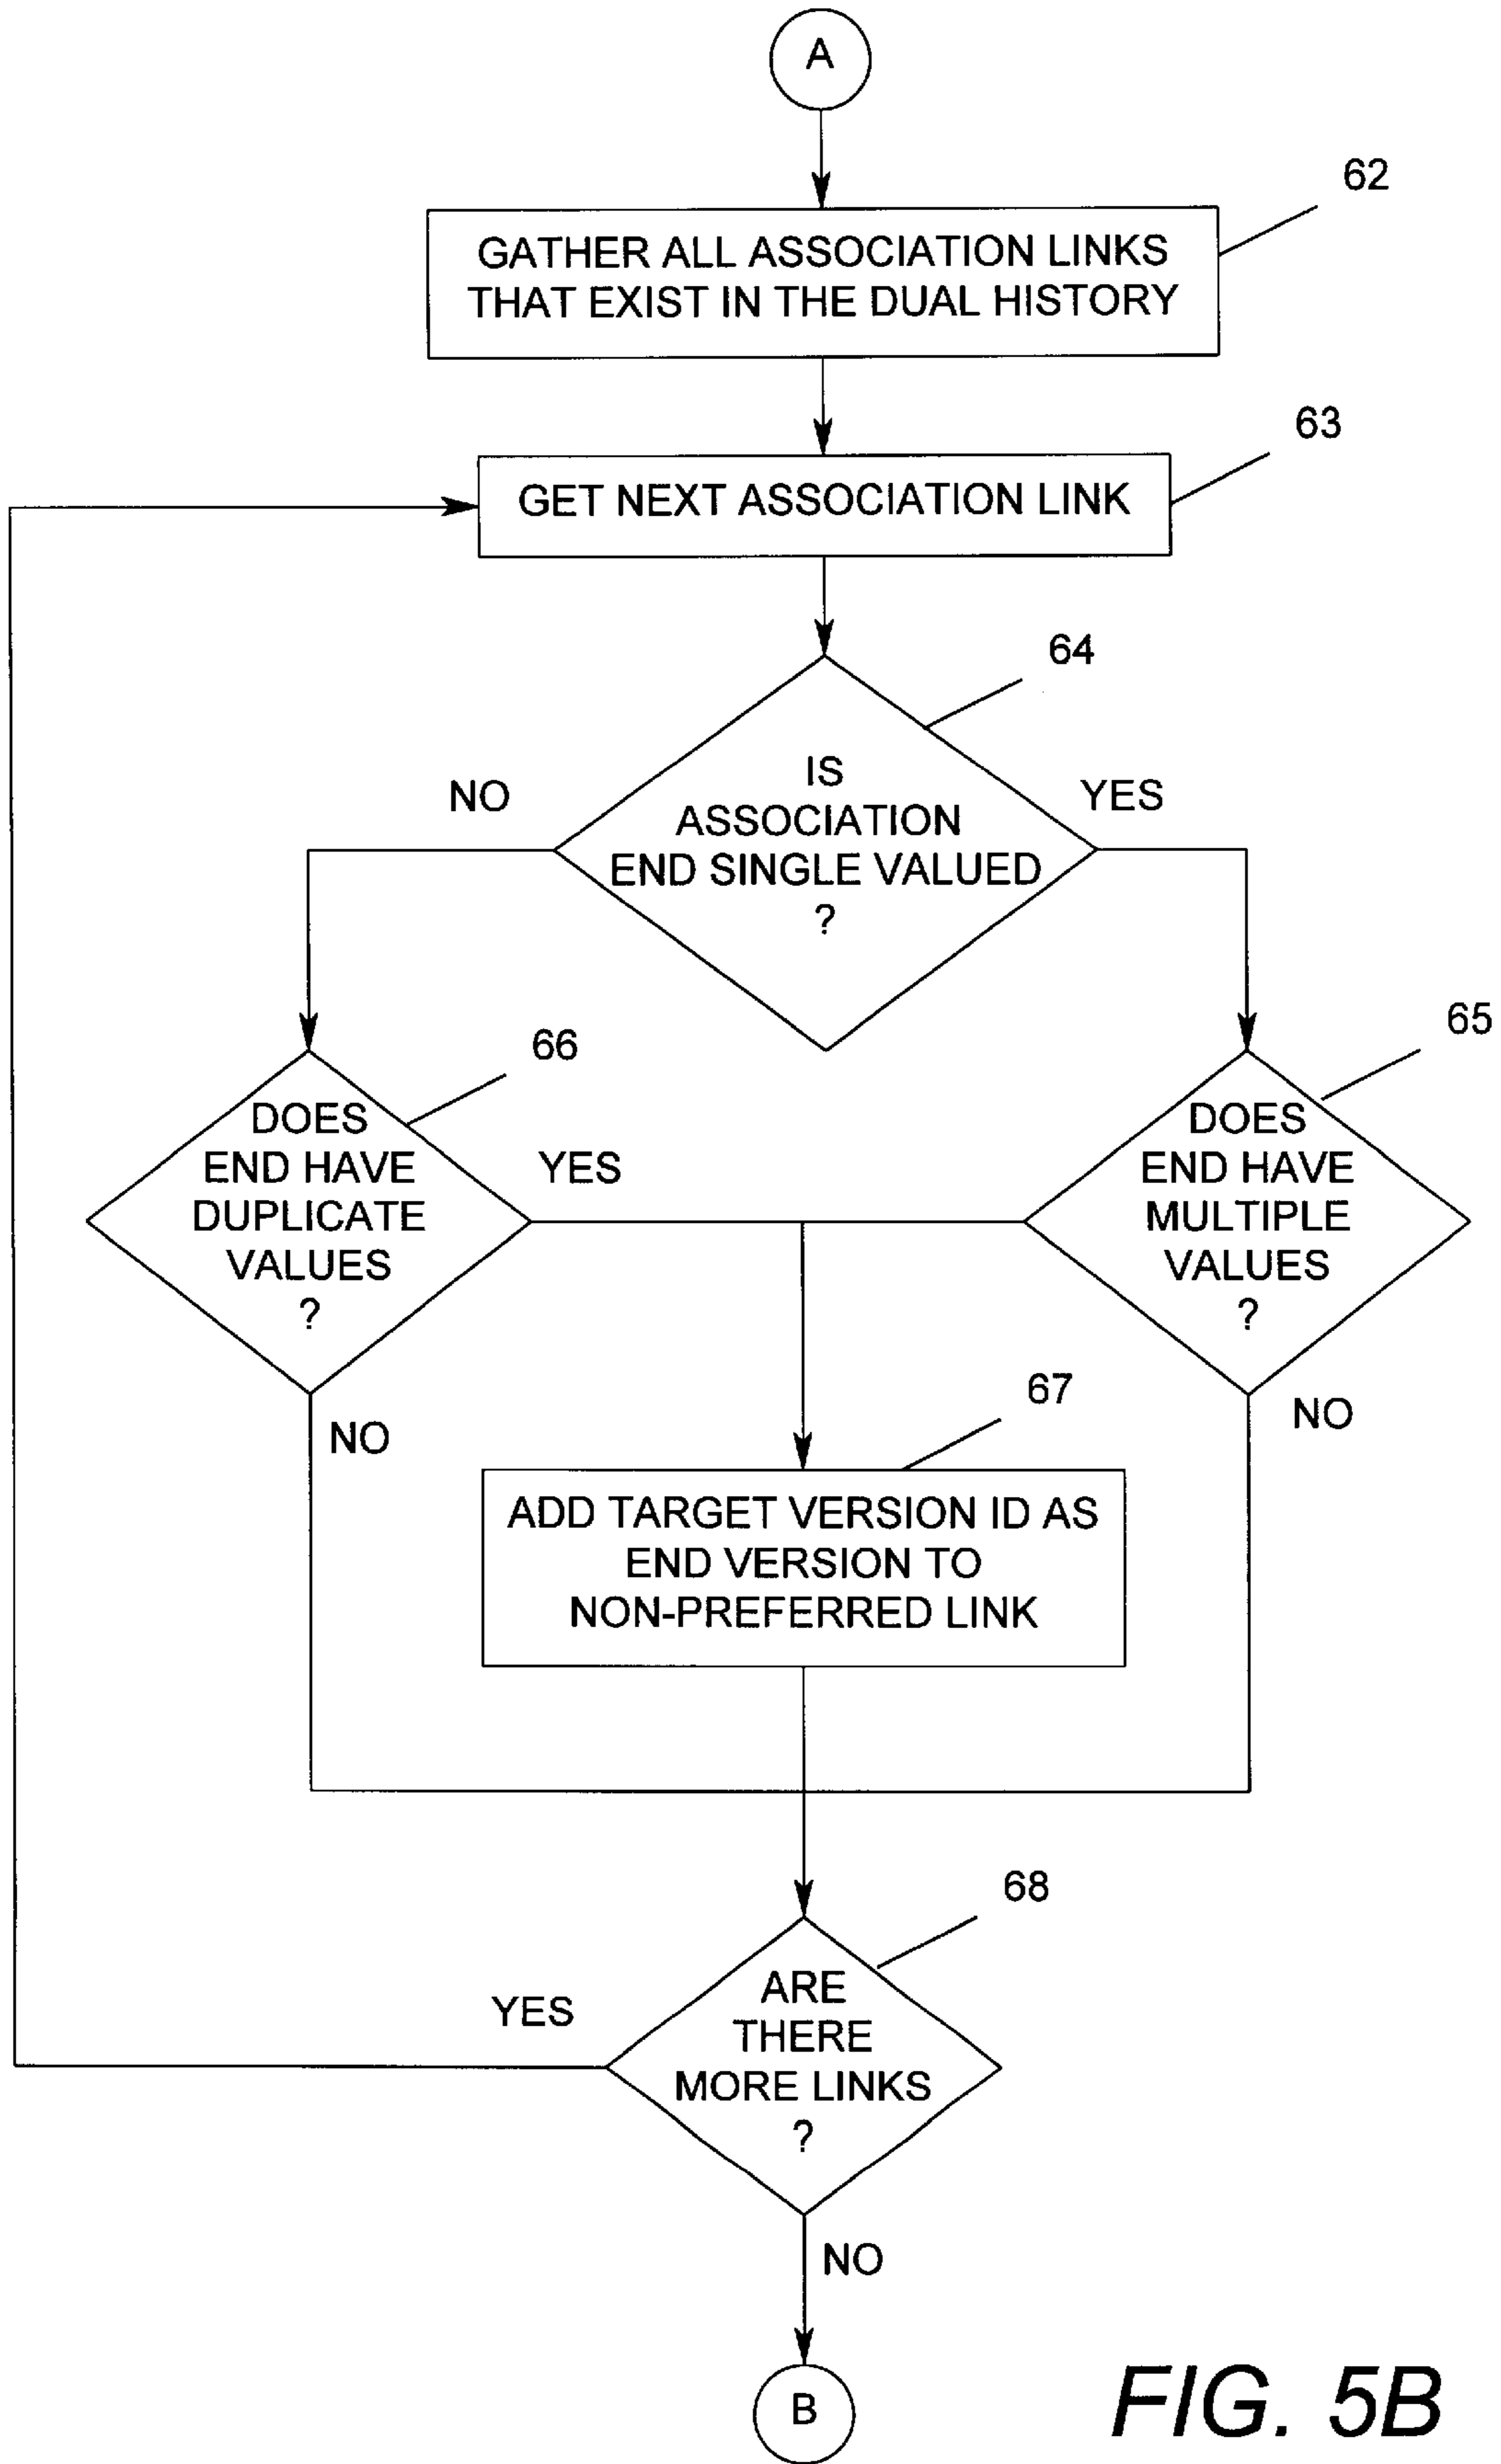 A
62
GATHER ALL ASSOCIATION LINKS
THAT EXIST IN THE DUAL HISTORY
63
GET NEXT ASSOCIATION LINK
64
NO
IS
ASSOCIATION
END SINGLE VALUED
?
YES
66
DOES
END HAVE
DUPLICATE
VALUES
?
YES
65
DOES
END HAVE
MULTIPLE
VALUES
?
NO
NO
67
ADD TARGET VERSION ID AS
END VERSION TO
NON-PREFERRED LINK
68
YES
ARE
THERE
MORE LINKS
?
NO
B
FIG. 5B